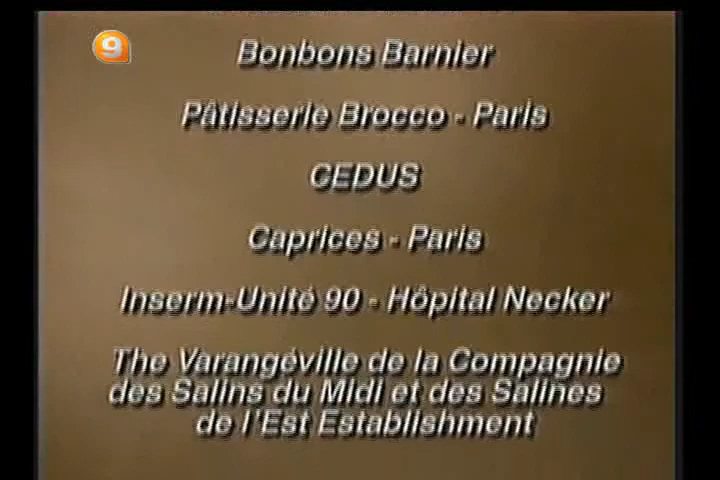 9
Bonbons Barnier
Pâtisserie Brocco - Paris
CEDUS
Caprices - Paris
Inserm-Unité 90 - Hôpital Necker
The Varangéville de la Compagnie
des Salins du Midi et des Salines
de l'Est Establishment